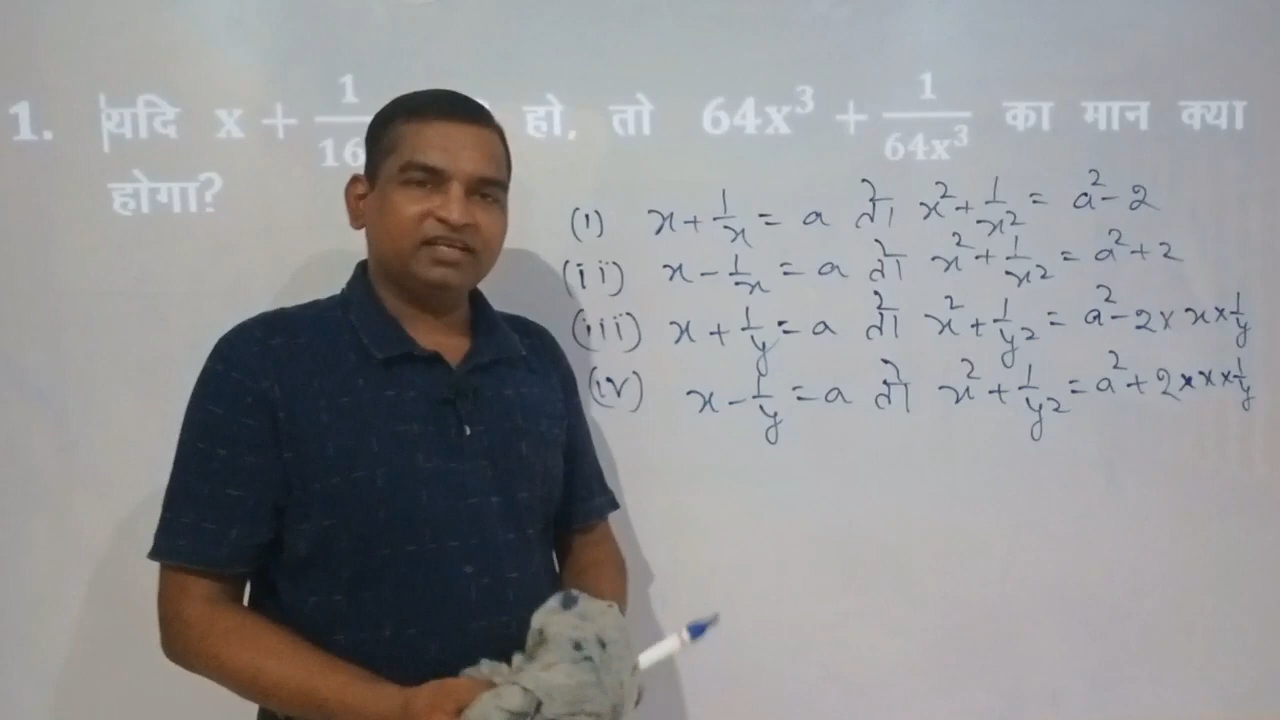 1. यदि x + 1/16 हो, तो 64x³ + 1/64x³ का मान क्या
होगा?
(i) x + 1/x = a तो x² + 1/x² = a² - 2
(ii) x - 1/x = a तो x² + 1/x² = a² + 2
(iii) x + 1/y = a तो x² + 1/y² = a² - 2 × x × 1/y
(iv) x - 1/y = a तो x² + 1/y² = a² + 2 × x × 1/y